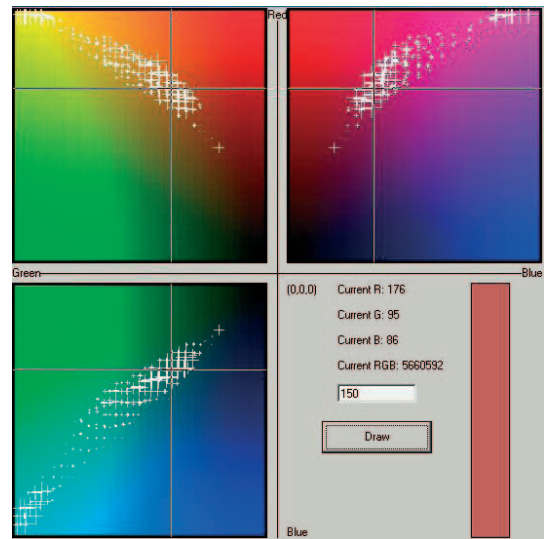 Red
Green
Blue
(0,0,0)
Current R: 176
Current G: 95
Current B: 86
Current RGB: 5660592
150
Draw
Blue